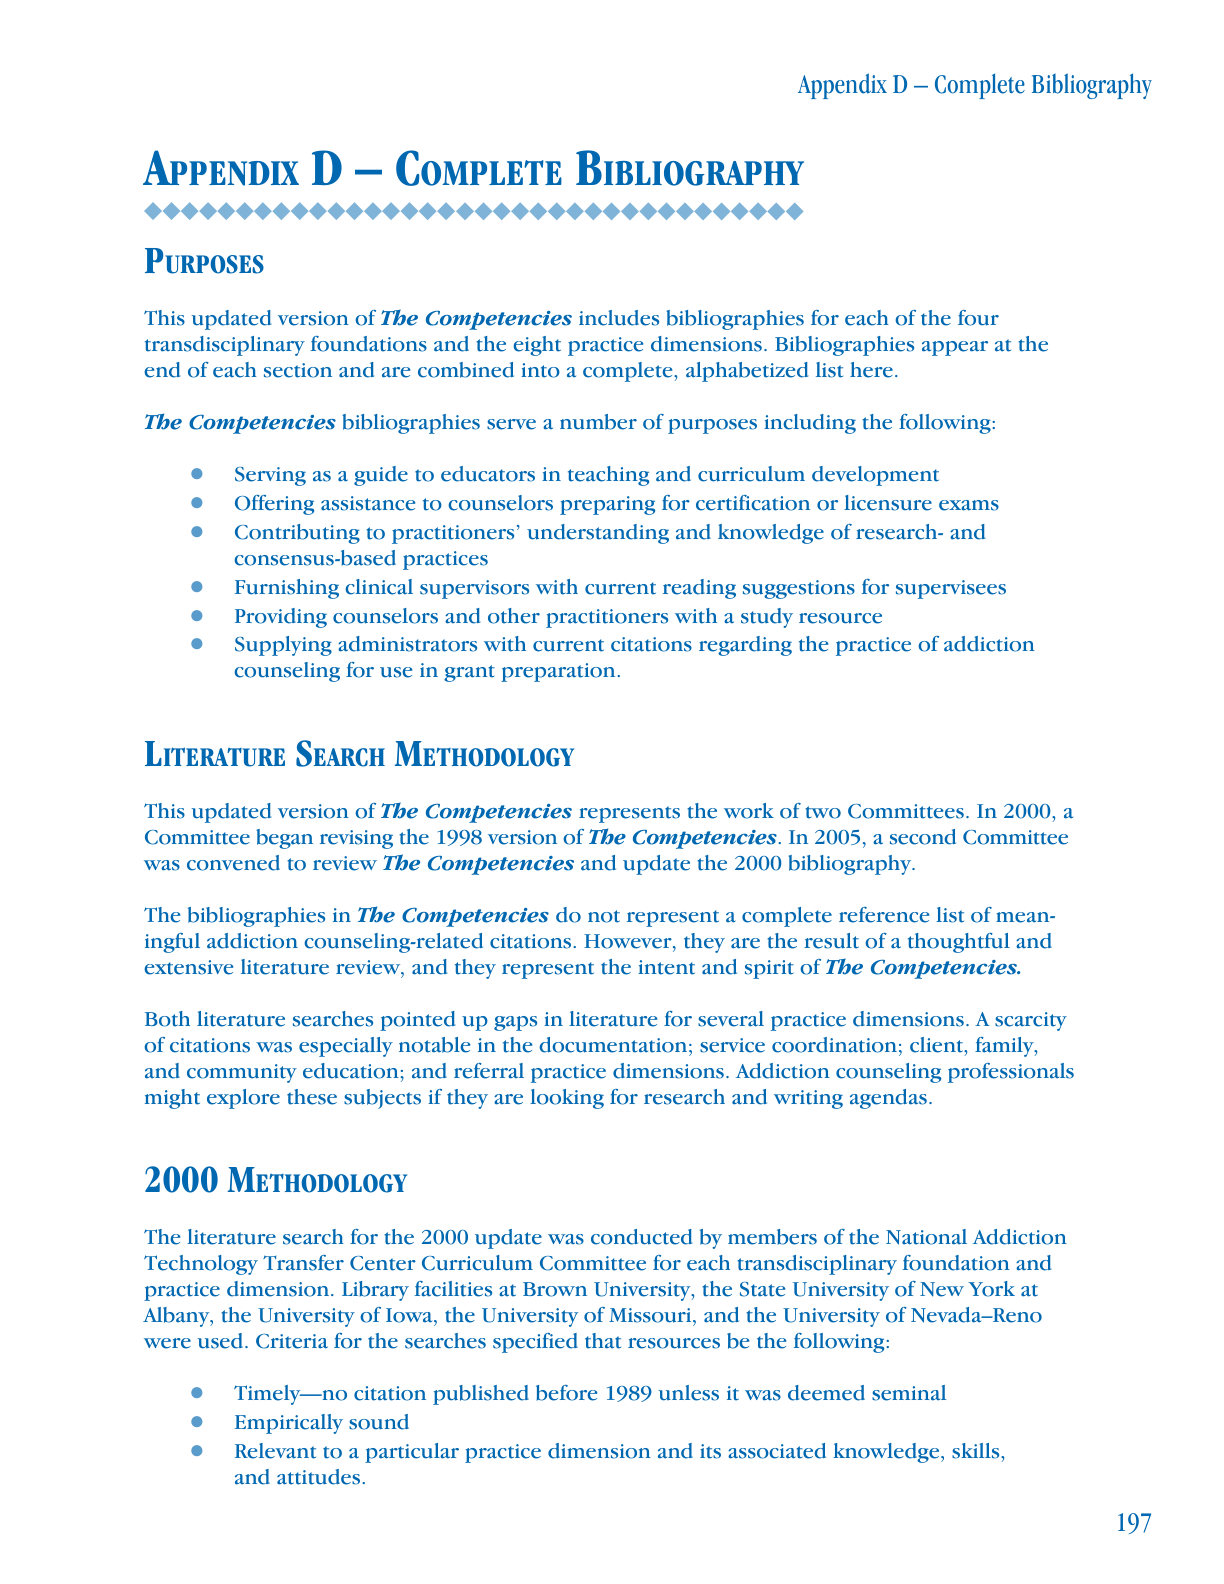 Appendix D – Complete Bibliography
Appendix D – Complete Bibliography
Purposes
This updated version of The Competencies includes bibliographies for each of the four
transdisciplinary foundations and the eight practice dimensions. Bibliographies appear at the
end of each section and are combined into a complete, alphabetized list here.
The Competencies bibliographies serve a number of purposes including the following:
● Serving as a guide to educators in teaching and curriculum development
● Offering assistance to counselors preparing for certification or licensure exams
● Contributing to practitioners’ understanding and knowledge of research- and
consensus-based practices
● Furnishing clinical supervisors with current reading suggestions for supervisees
● Providing counselors and other practitioners with a study resource
● Supplying administrators with current citations regarding the practice of addiction
counseling for use in grant preparation.
Literature Search Methodology
This updated version of The Competencies represents the work of two Committees. In 2000, a
Committee began revising the 1998 version of The Competencies. In 2005, a second Committee
was convened to review The Competencies and update the 2000 bibliography.
The bibliographies in The Competencies do not represent a complete reference list of mean-
ingful addiction counseling-related citations. However, they are the result of a thoughtful and
extensive literature review, and they represent the intent and spirit of The Competencies.
Both literature searches pointed up gaps in literature for several practice dimensions. A scarcity
of citations was especially notable in the documentation; service coordination; client, family,
and community education; and referral practice dimensions. Addiction counseling professionals
might explore these subjects if they are looking for research and writing agendas.
2000 Methodology
The literature search for the 2000 update was conducted by members of the National Addiction
Technology Transfer Center Curriculum Committee for each transdisciplinary foundation and
practice dimension. Library facilities at Brown University, the State University of New York at
Albany, the University of Iowa, the University of Missouri, and the University of Nevada–Reno
were used. Criteria for the searches specified that resources be the following:
● Timely—no citation published before 1989 unless it was deemed seminal
● Empirically sound
● Relevant to a particular practice dimension and its associated knowledge, skills,
and attitudes.
197